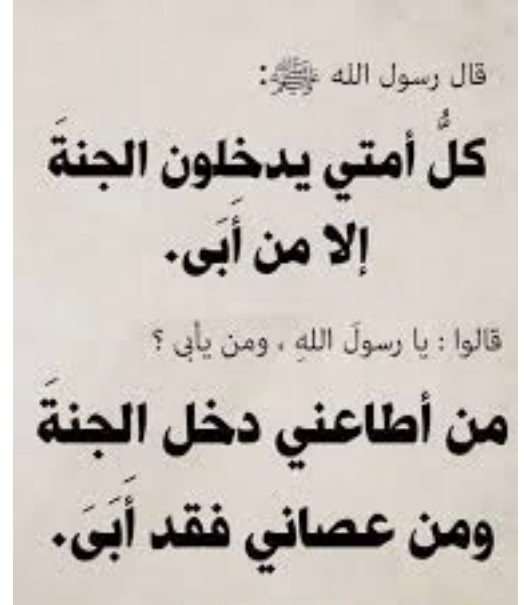 قال رسول الله ﷺ:
كلُّ أمتي يدخلون الجنةَ
إلا من أَبَى.
قالوا : يا رسولَ اللهِ ، ومن يأبى ؟
من أطاعني دخل الجنةَ
ومن عصاني فقد أَبَىَ.